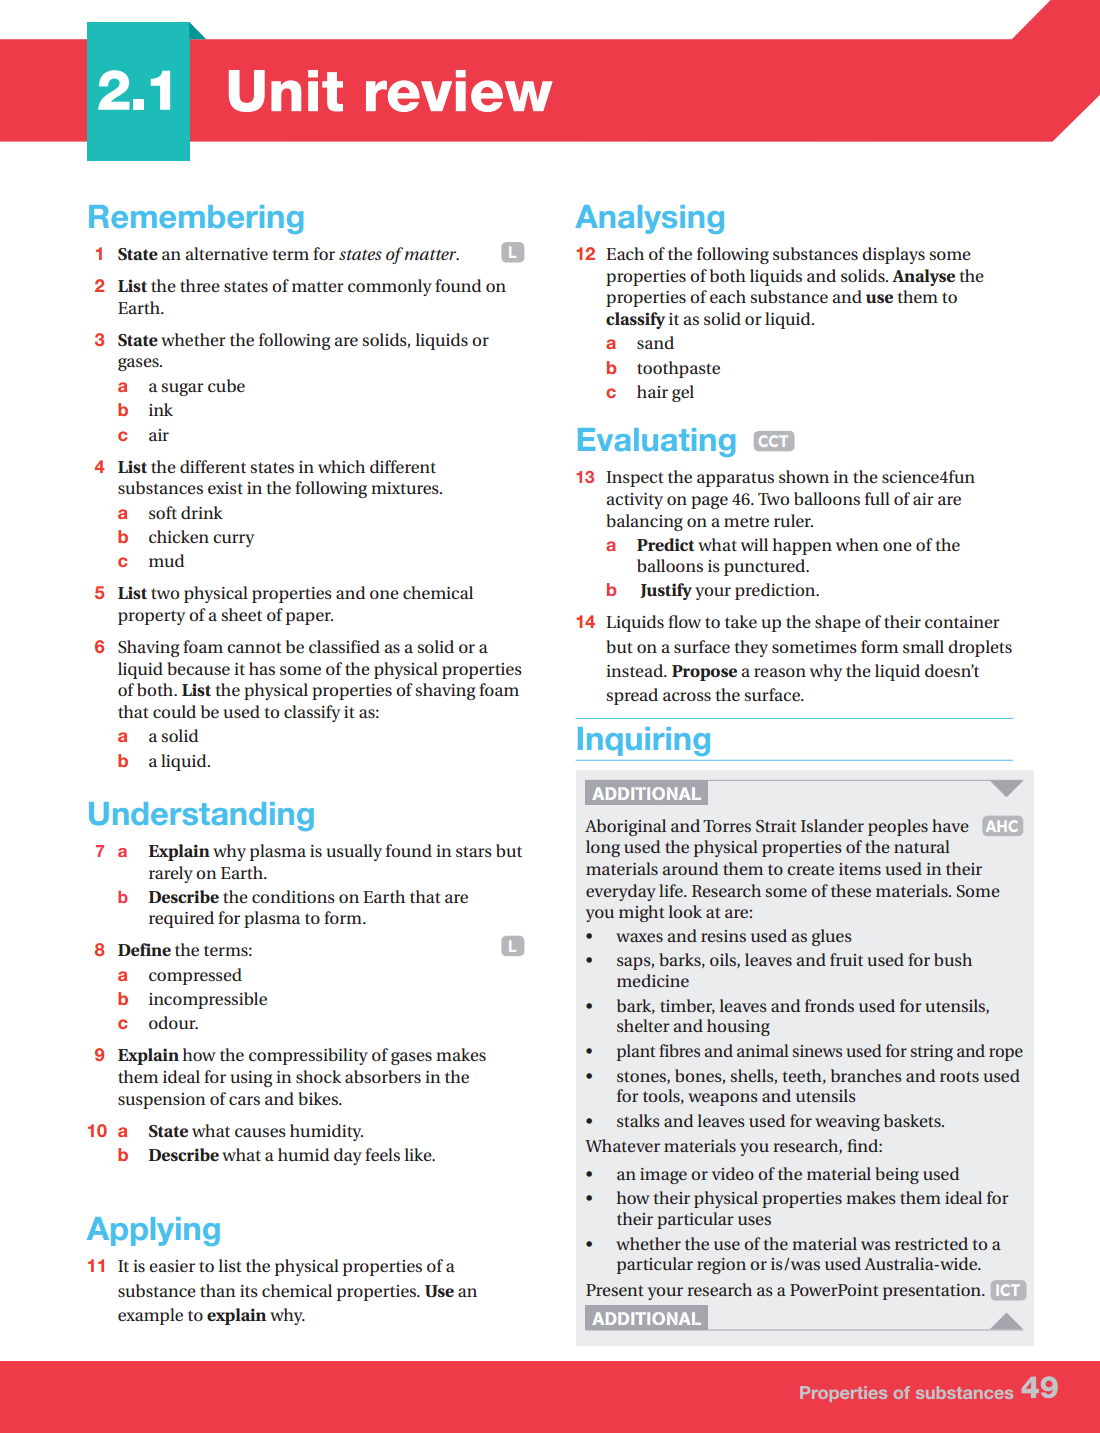 2.1 Unit review
Remembering
1 State an alternative term for states of matter. L
2 List the three states of matter commonly found on
Earth.
3 State whether the following are solids, liquids or
gases.
a a sugar cube
b ink
c air
4 List the different states in which different
substances exist in the following mixtures.
a soft drink
b chicken curry
c mud
5 List two physical properties and one chemical
property of a sheet of paper.
6 Shaving foam cannot be classified as a solid or a
liquid because it has some of the physical properties
of both. List the physical properties of shaving foam
that could be used to classify it as:
a a solid
b a liquid.
Understanding
7 a Explain why plasma is usually found in stars but
rarely on Earth.
b Describe the conditions on Earth that are
required for plasma to form.
8 Define the terms: L
a compressed
b incompressible
c odour.
9 Explain how the compressibility of gases makes
them ideal for using in shock absorbers in the
suspension of cars and bikes.
10 a State what causes humidity.
b Describe what a humid day feels like.
Applying
11 It is easier to list the physical properties of a
substance than its chemical properties. Use an
example to explain why.
Analysing
12 Each of the following substances displays some
properties of both liquids and solids. Analyse the
properties of each substance and use them to
classify it as solid or liquid.
a sand
b toothpaste
c hair gel
Evaluating CCT
13 Inspect the apparatus shown in the science4fun
activity on page 46. Two balloons full of air are
balancing on a metre ruler.
a Predict what will happen when one of the
balloons is punctured.
b Justify your prediction.
14 Liquids flow to take up the shape of their container
but on a surface they sometimes form small droplets
instead. Propose a reason why the liquid doesn't
spread across the surface.
Inquiring
ADDITIONAL
Aboriginal and Torres Strait Islander peoples have AHC
long used the physical properties of the natural
materials around them to create items used in their
everyday life. Research some of these materials. Some
you might look at are:
• waxes and resins used as glues
• saps, barks, oils, leaves and fruit used for bush
medicine
• bark, timber, leaves and fronds used for utensils,
shelter and housing
• plant fibres and animal sinews used for string and rope
• stones, bones, shells, teeth, branches and roots used
for tools, weapons and utensils
• stalks and leaves used for weaving baskets.
Whatever materials you research, find:
• an image or video of the material being used
• how their physical properties makes them ideal for
their particular uses
• whether the use of the material was restricted to a
particular region or is/was used Australia-wide.
Present your research as a PowerPoint presentation. ICT
ADDITIONAL
Properties of substances 49